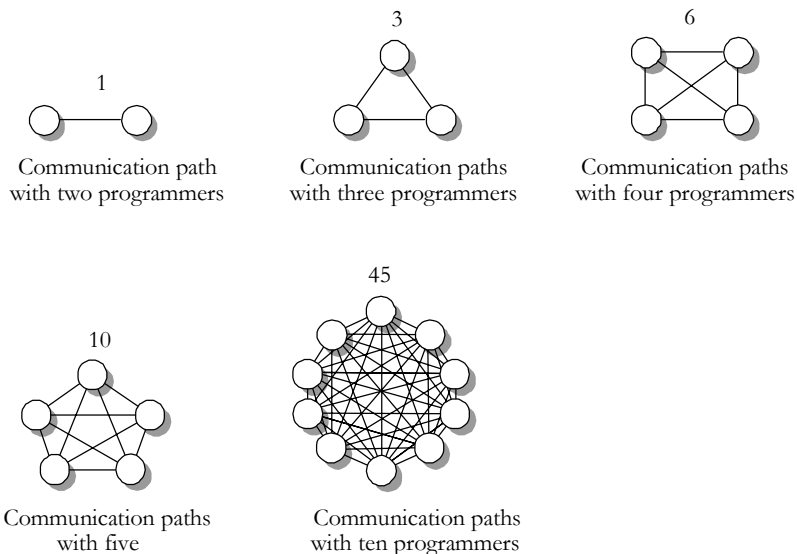 1
Communication path
with two programmers
3
Communication paths
with three programmers
6
Communication paths
with four programmers
10
Communication paths
with five
45
Communication paths
with ten programmers